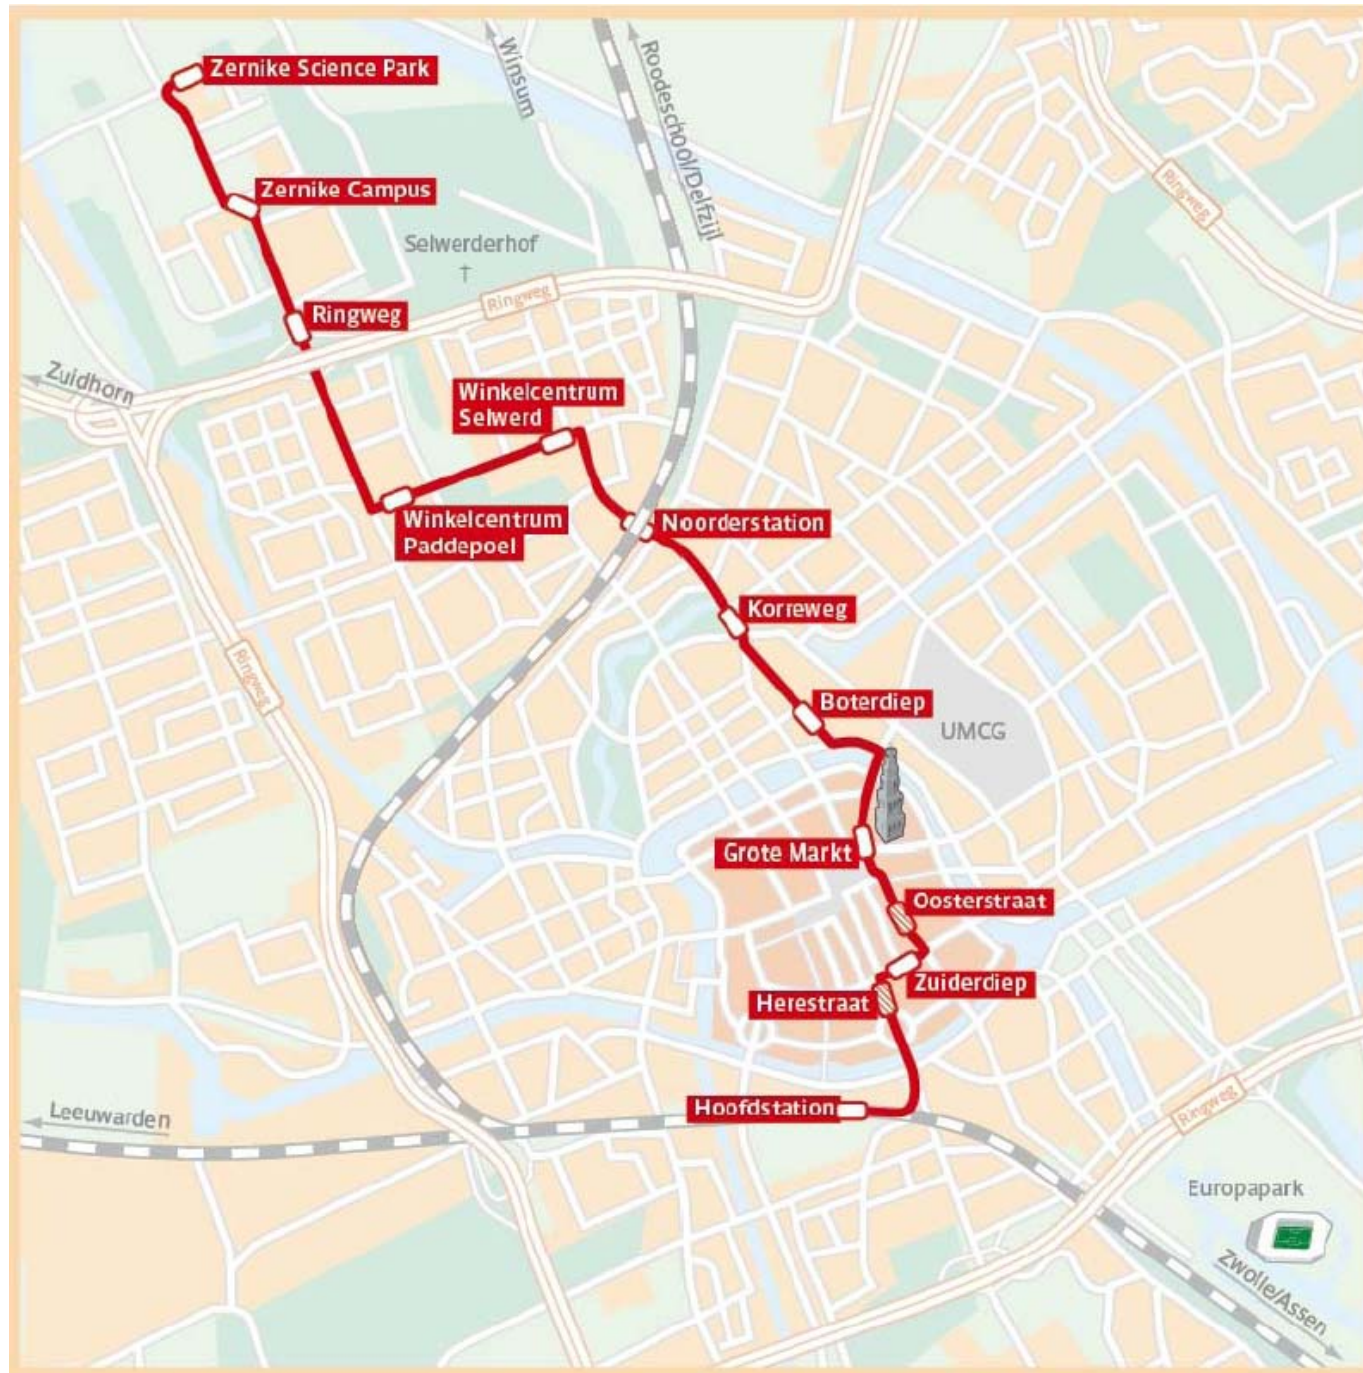 Zernike Science Park
Winsum
Roodeschool/Delfzijl
Zernike Campus
Ringweg
Selwerderhof
Ringweg
Ringweg
Zuidhorn
Winkelcentrum
Selwerd
Winkelcentrum
Paddepoel
Noorderstation
Korreweg
Ringweg
Boterdiep
UMCG
Grote Markt
Oosterstraat
Zuiderdiep
Herestraat
Hoofdstation
Leeuwarden
Ringweg
Europapark
Zwolle/Assen